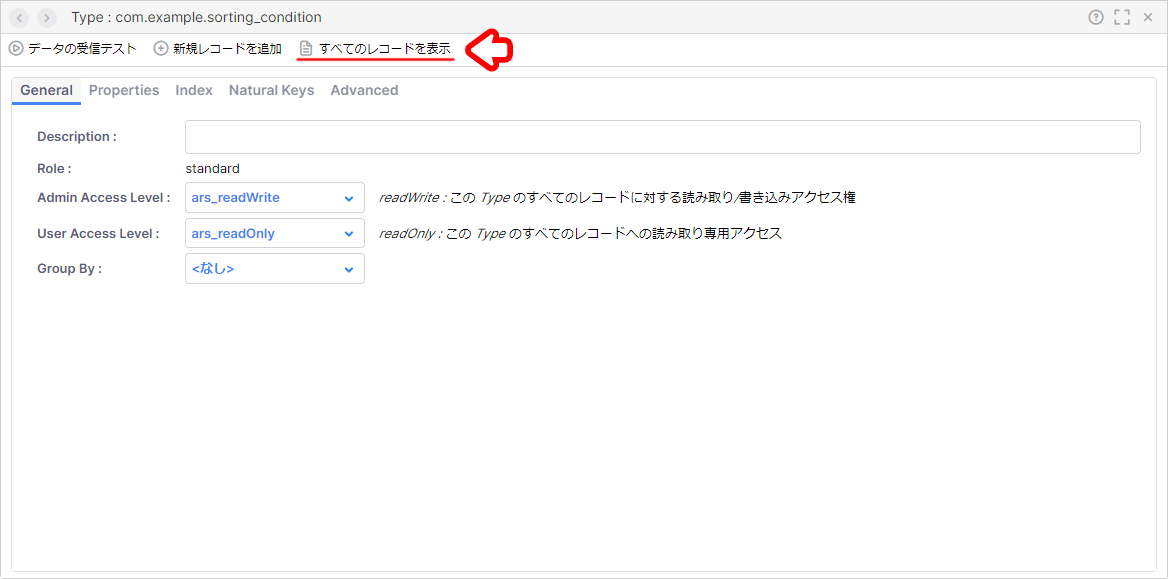 Type : com.example.sorting_condition
データの受信テスト 新規レコードを追加 すべてのレコードを表示
General Properties Index Natural Keys Advanced
Description :
Role : standard
Admin Access Level : ars_readWrite readWrite : この Type のすべてのレコードに対する読み取り/書き込みアクセス権
User Access Level : ars_readOnly readOnly : この Type のすべてのレコードへの読み取り専用アクセス
Group By : <なし>